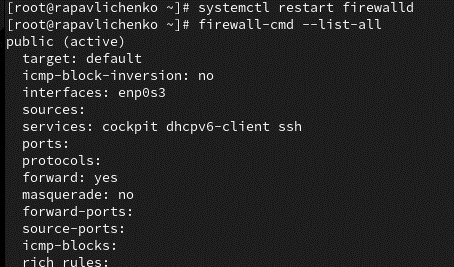 [root@rapavlichenko ~]# systemctl restart firewalld
[root@rapavlichenko ~]# firewall-cmd --list-all
public (active)
  target: default
  icmp-block-inversion: no
  interfaces: enp0s3
  sources:
  services: cockpit dhcpv6-client ssh
  ports:
  protocols:
  forward: yes
  masquerade: no
  forward-ports:
  source-ports:
  icmp-blocks:
  rich rules: